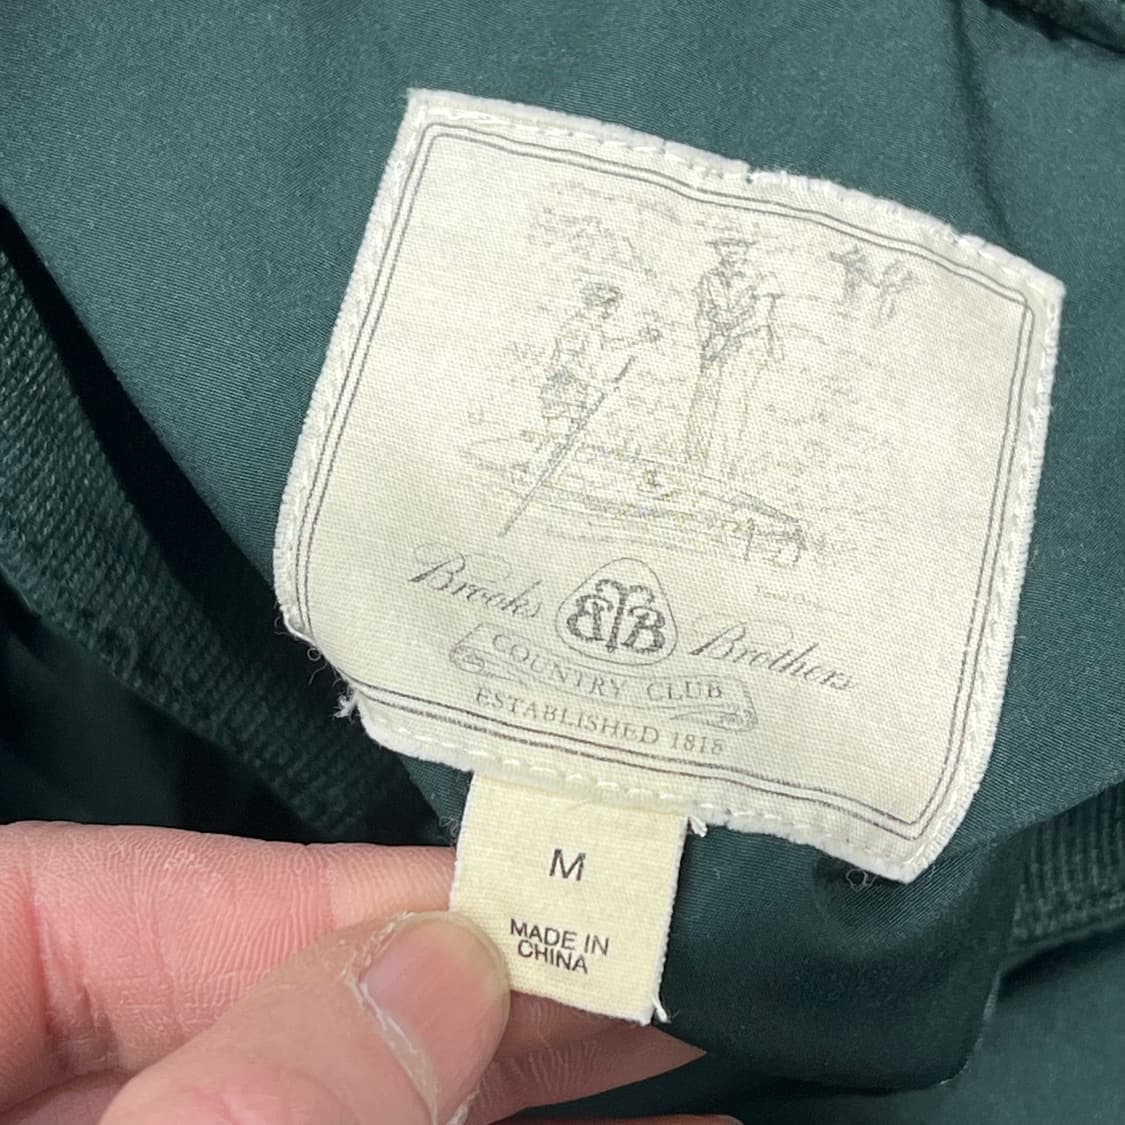 Brooks BB Brothers
COUNTRY CLUB
ESTABLISHED 1818
M
MADE IN
CHINA